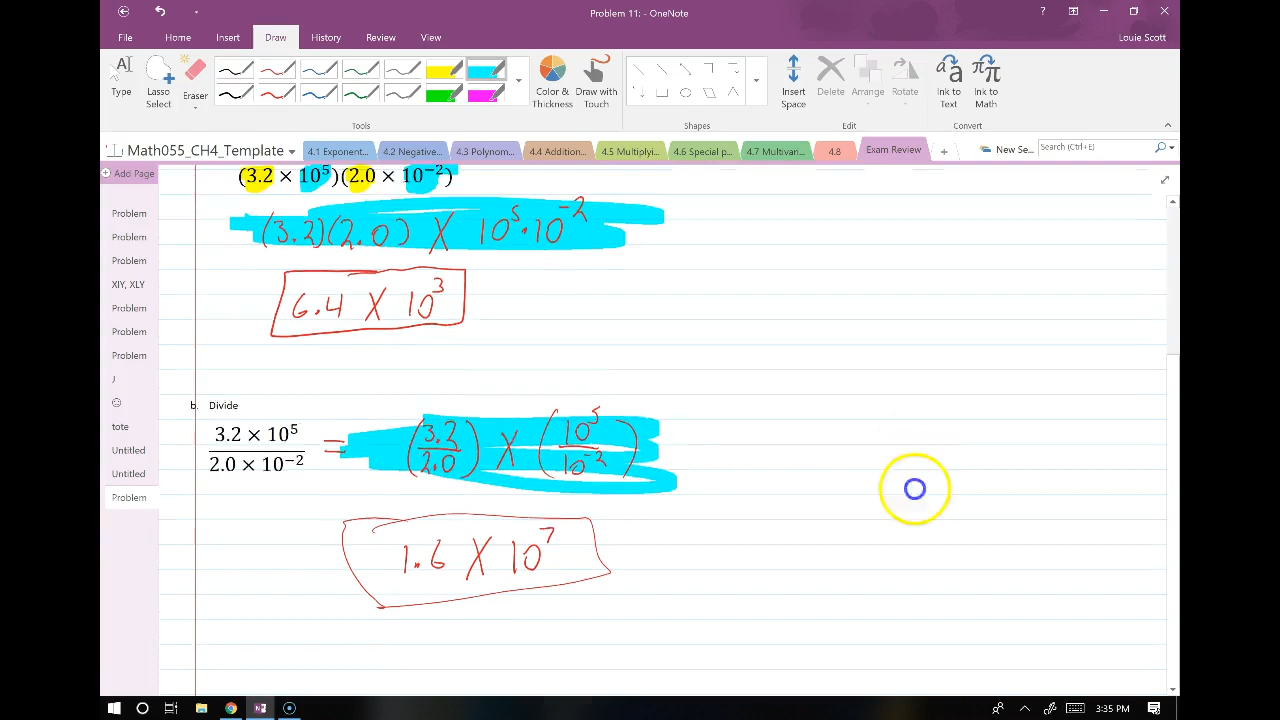 Problem 11: - OneNote
File Home Insert Draw History Review View Louie Scott
Type Lasso Select Eraser Color & Thickness Draw with Touch Insert Space Delete Arrange Rotate Ink to Text Ink to Math
Tools Shapes Edit Convert
Math055_CH4_Template 4.1 Exponent... 4.2 Negative... 4.3 Polynom... 4.4 Addition... 4.5 Multiplyi... 4.6 Special p... 4.7 Multivari... 4.8 Exam Review + New Se... Search (Ctrl+E)
Add Page
(3.2 × 10⁵)(2.0 × 10⁻²)
Problem
(3.2)(2.0) X 10⁵·10⁻²
Problem
Problem
XIY, XLY
6.4 X 10³
Problem
Problem
Problem
J
☺
b. Divide
tote
3.2 × 10⁵ / 2.0 × 10⁻² = (3.2 / 2.0) X (10⁵ / 10⁻²)
Untitled
Untitled
Problem
1.6 X 10⁷
3:35 PM